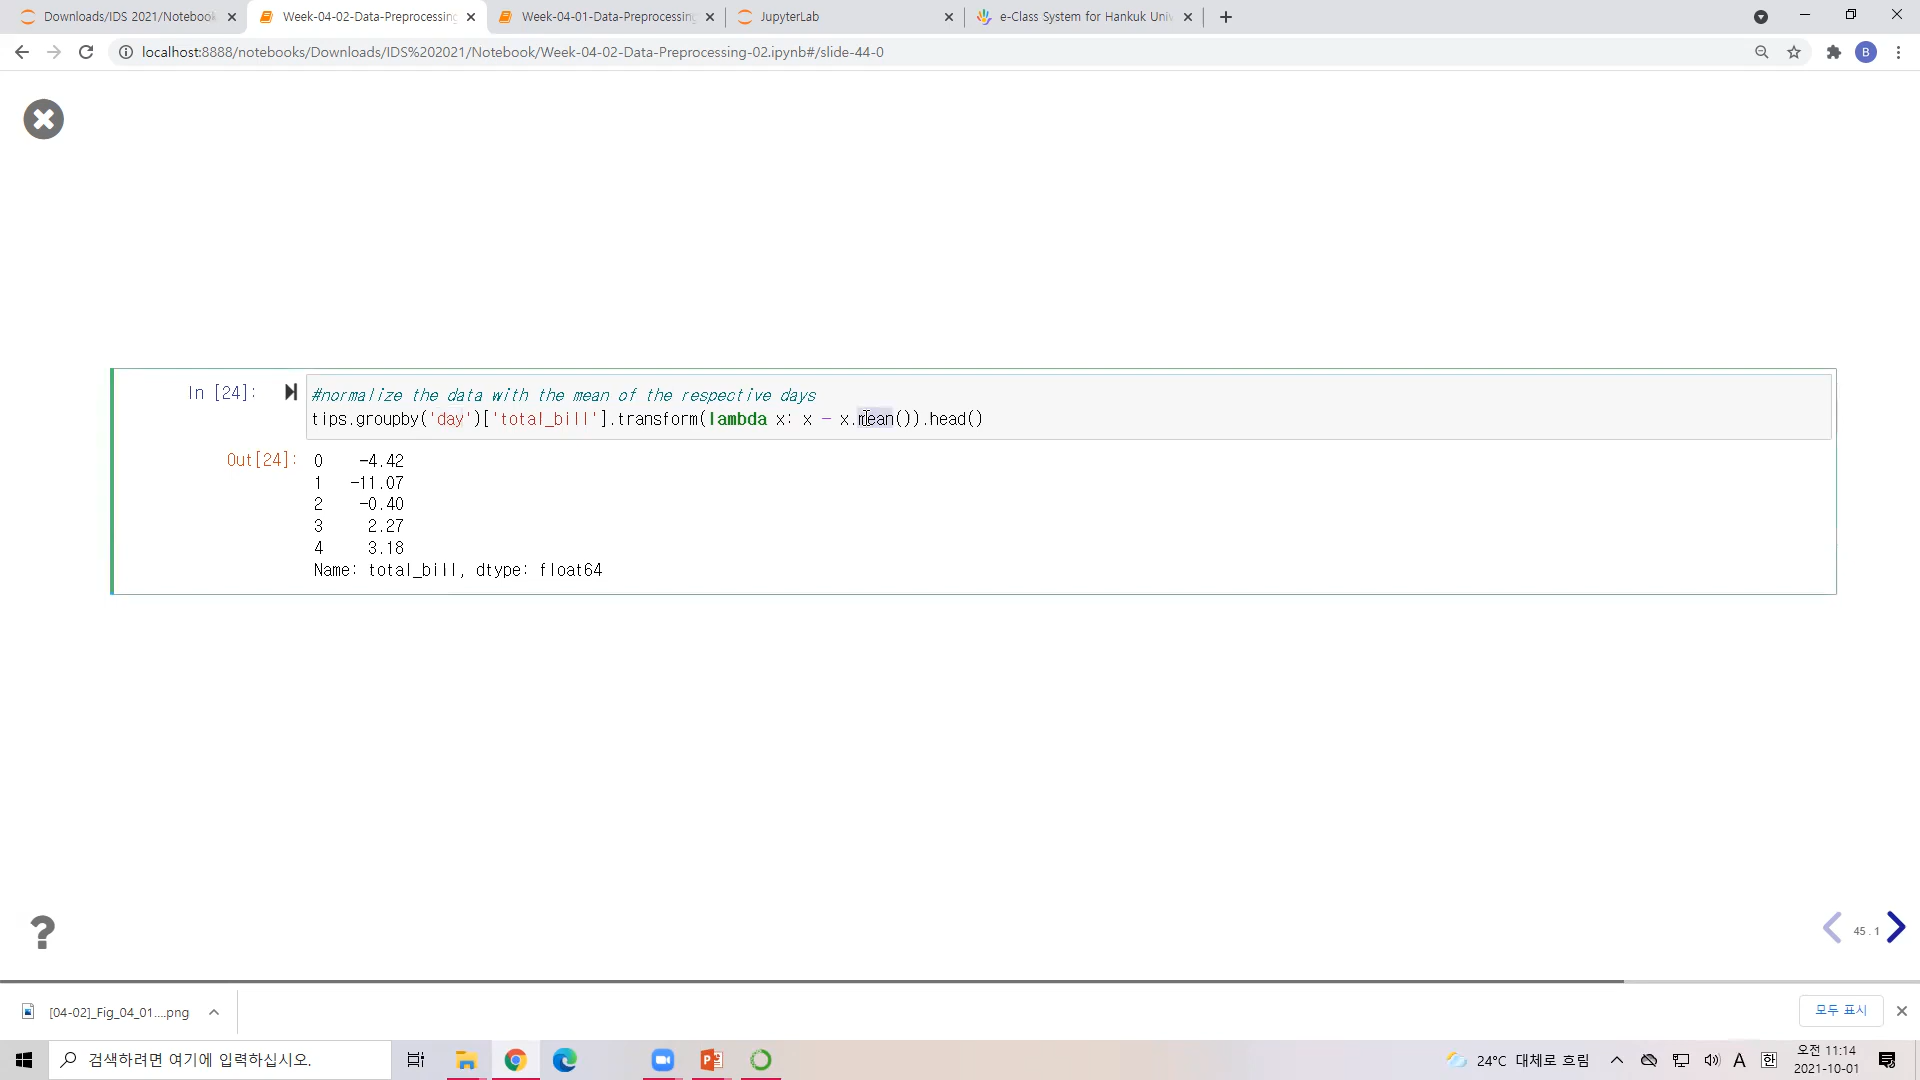 Downloads/IDS 2021/Notebook
Week-04-02-Data-Preprocessing
Week-04-01-Data-Preprocessing
JupyterLab
e-Class System for Hankuk Univ
localhost:8888/notebooks/Downloads/IDS%202021/Notebook/Week-04-02-Data-Preprocessing-02.ipynb#/slide-44-0
B
In [24]:
#normalize the data with the mean of the respective days
tips.groupby('day')['total_bill'].transform(lambda x: x - x.mean()).head()
Out[24]:
0 -4.42
1 -11.07
2 -0.40
3 2.27
4 3.18
Name: total_bill, dtype: float64
?
45.1
[04-02]_Fig_04_01....png
모두 표시
검색하려면 여기에 입력하십시오.
24°C 대체로 흐림
A
한
오전 11:14
2021-10-01